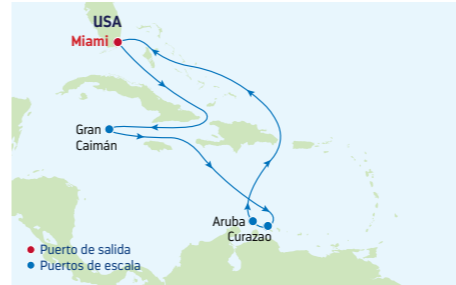 USA
Miami
Gran
Caimán
Aruba
Curazao
Puerto de salida
Puertos de escala